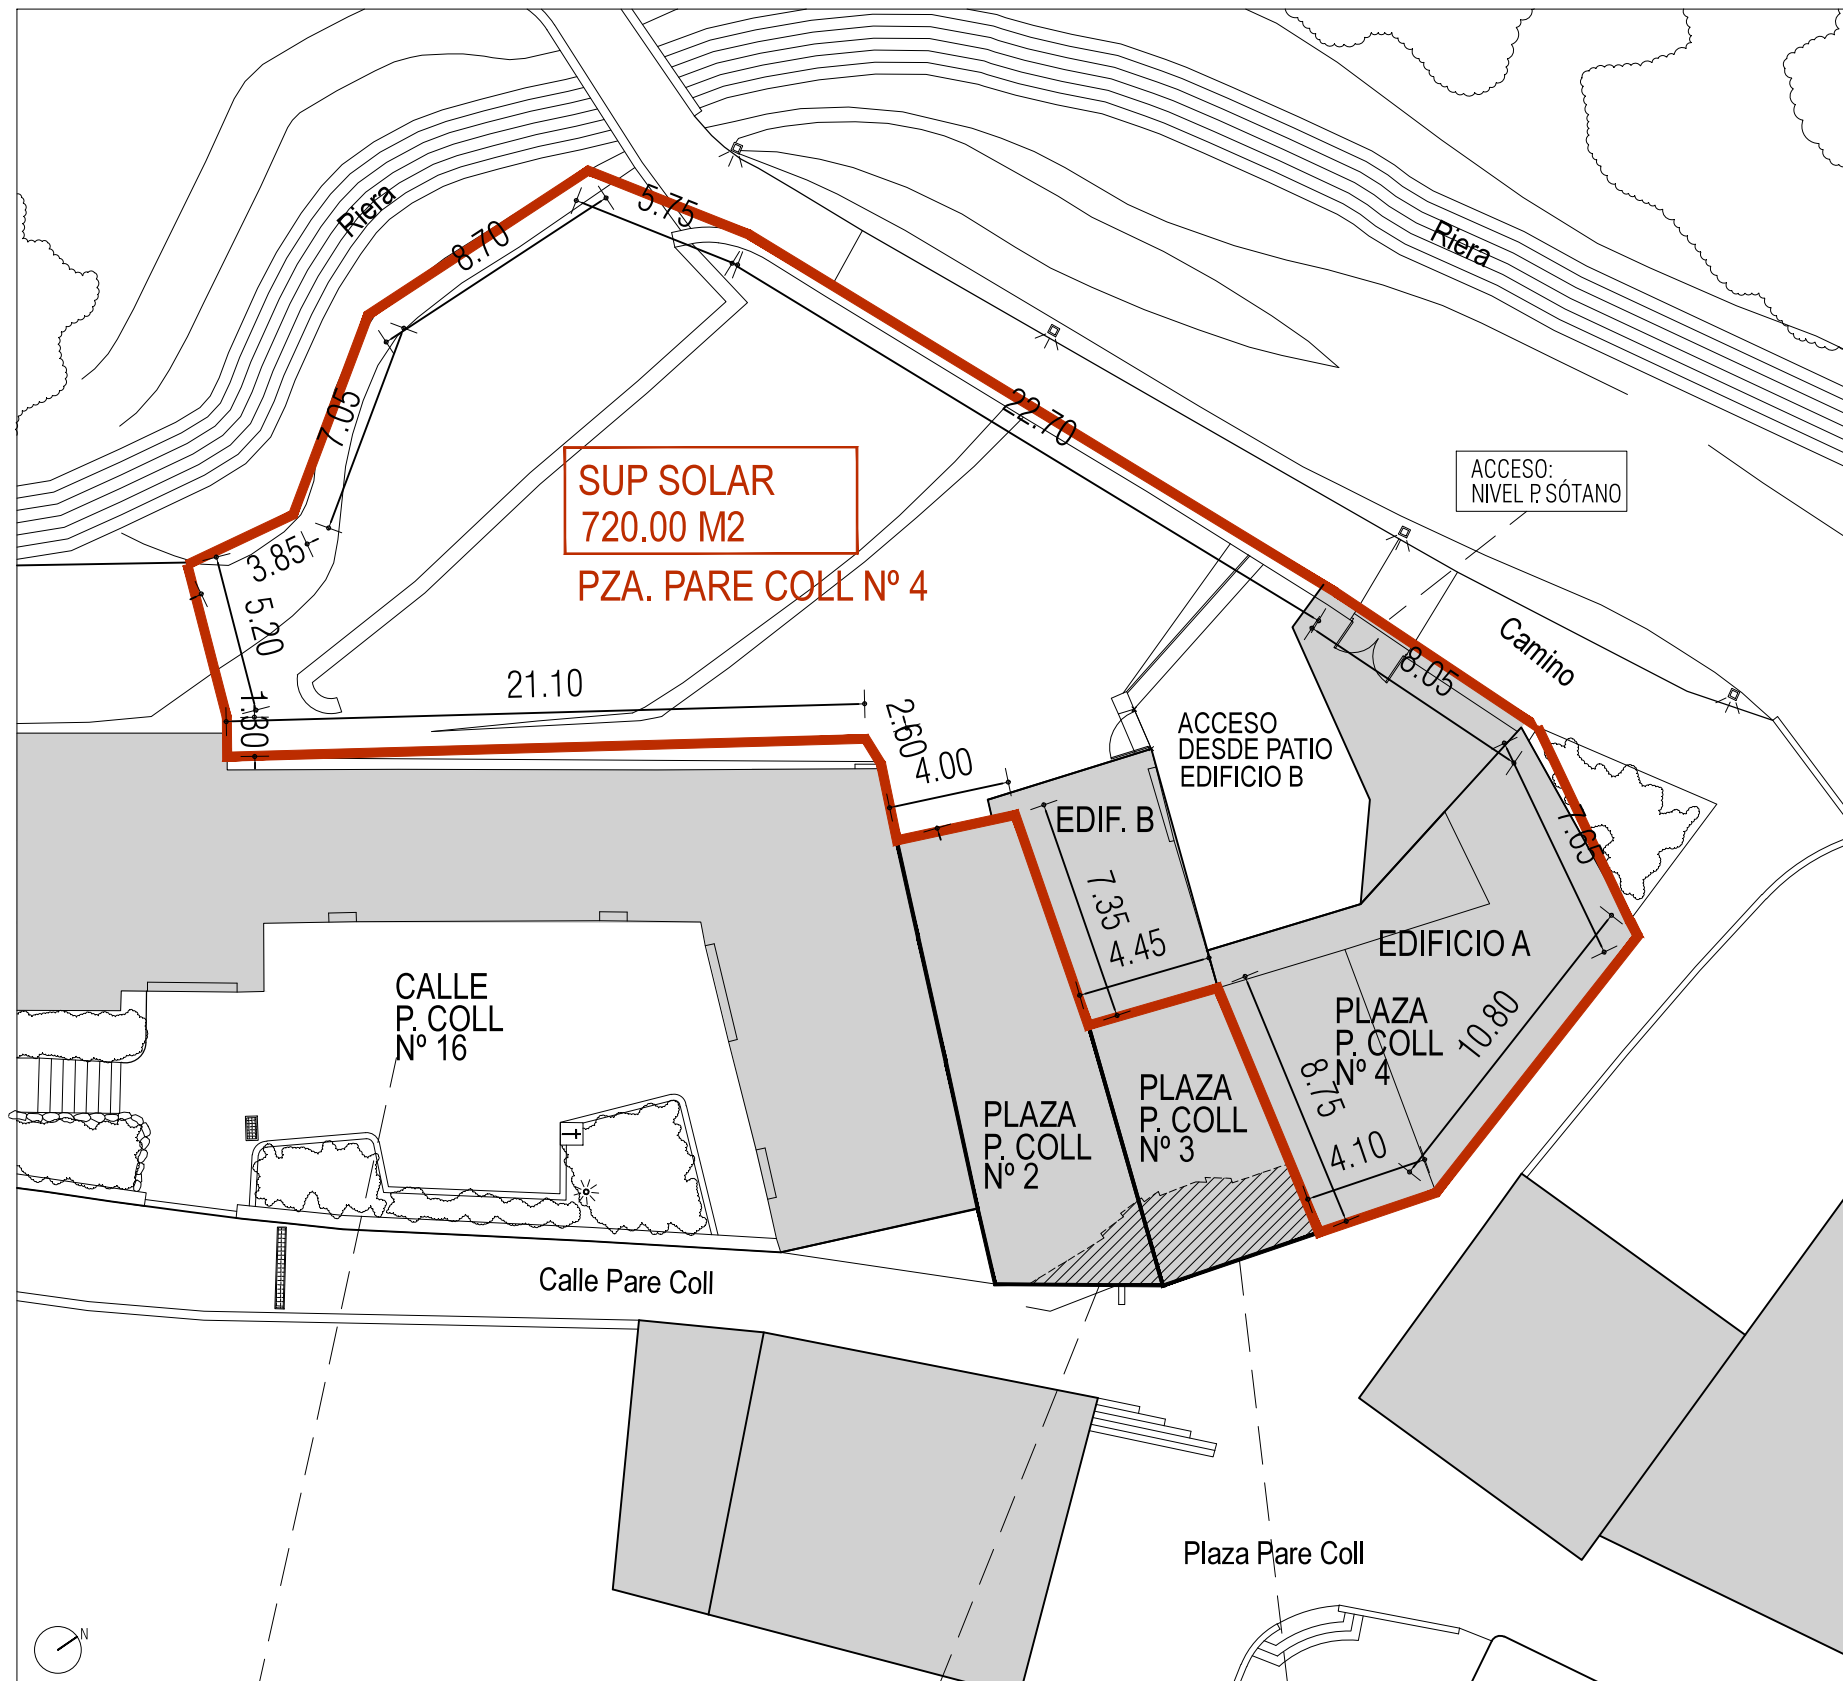 Riera
8.70
5.75
Riera
7.05
22.70
SUP SOLAR
720.00 M2
PZA. PARE COLL Nº 4
ACCESO:
NIVEL P. SÓTANO
3.85
5.20
1.80
21.10
2.60
4.00
Camino
8.05
ACCESO
DESDE PATIO
EDIFICIO B
EDIF. B
7.65
7.35
4.45
EDIFICIO A
CALLE
P. COLL
Nº 16
PLAZA
P. COLL
Nº 4
10.80
8.75
4.10
PLAZA
P. COLL
Nº 3
PLAZA
P. COLL
Nº 2
Calle Pare Coll
Plaza Pare Coll
N